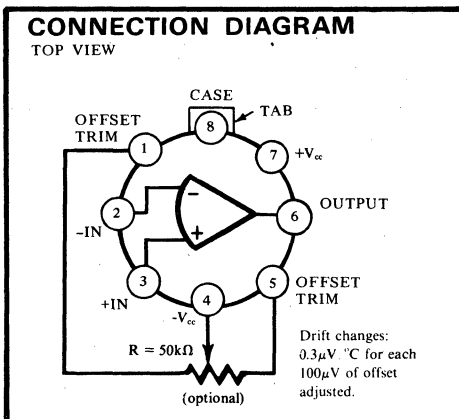 CONNECTION DIAGRAM
TOP VIEW
CASE
TAB
OFFSET
TRIM
1
8
7
+Vcc
2
-IN
−
+
6
OUTPUT
3
+IN
4
-Vcc
5
OFFSET
TRIM
R = 50kΩ
(optional)
Drift changes:
0.3μV °C for each
100μV of offset
adjusted.